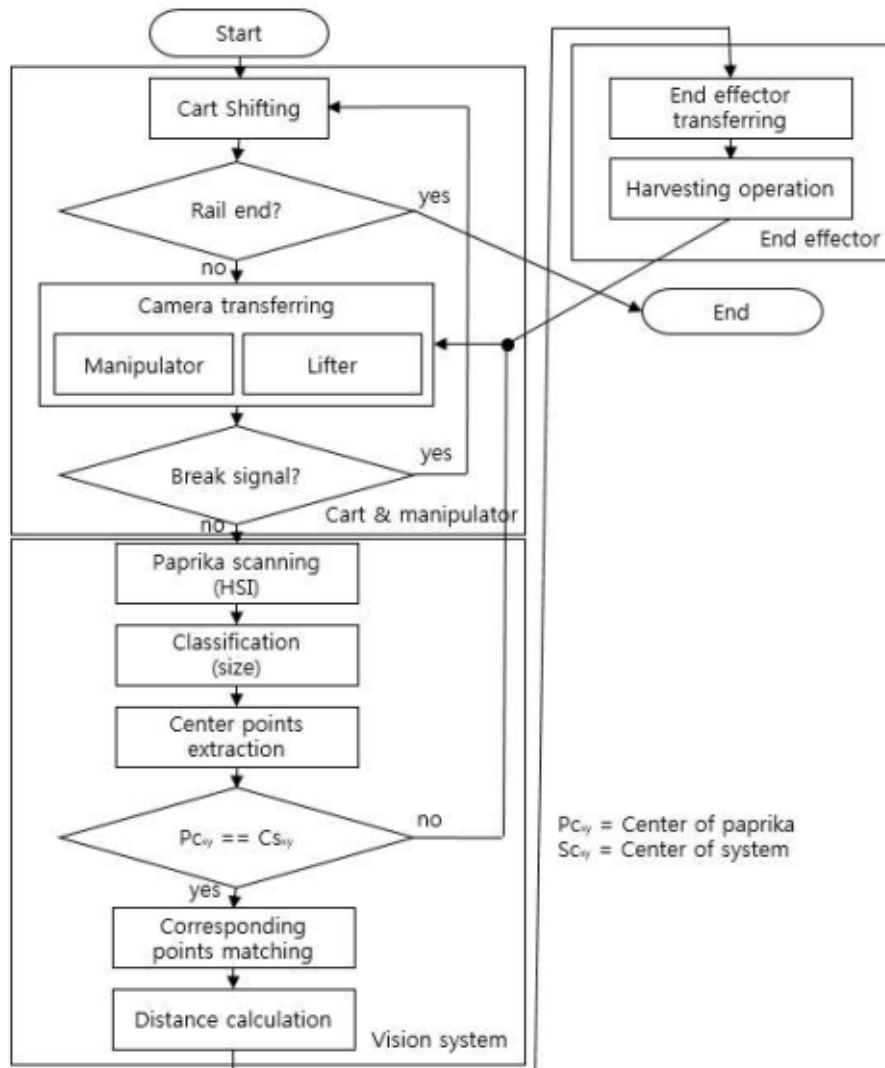 Start
Cart Shifting
Rail end?
yes
no
Camera transferring
Manipulator
Lifter
Break signal?
yes
no
Cart & manipulator
Paprika scanning
(HSI)
Classification
(size)
Center points
extraction
Pcxy == Csxy
no
yes
Corresponding
points matching
Distance calculation
Vision system
End effector
transferring
Harvesting operation
End effector
End
Pcxy = Center of paprika
Scxy = Center of system